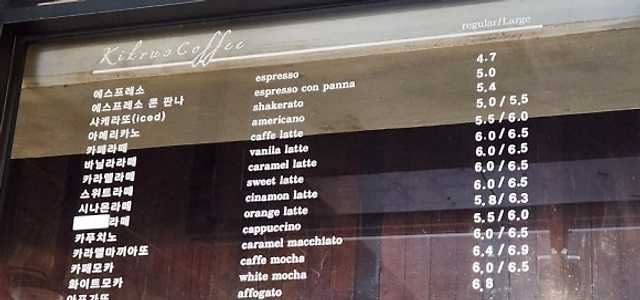 Kikrus Coffee
regular/Large
에스프레소 espresso 4.7
에스프레소 콘 판나 espresso con panna 5.0
샤케라또(iced) shakerato 5.4
아메리카노 americano 5.0 / 5.5
카페라떼 caffe latte 5.5 / 6.0
바닐라라떼 vanila latte 6.0 / 6.5
카라멜라떼 caramel latte 6.0 / 6.5
스위트라떼 sweet latte 6.0 / 6.5
시나몬라떼 cinamon latte 6.0 / 6.5
라떼 orange latte 5.8 / 6.3
카푸치노 cappuccino 5.5 / 6.0
카라멜마끼아또 caramel macchiato 6.0 / 6.5
카페모카 caffe mocha 6.4 / 6.9
화이트모카 white mocha 6.0 / 6.5
아포가또 affogato 6.8